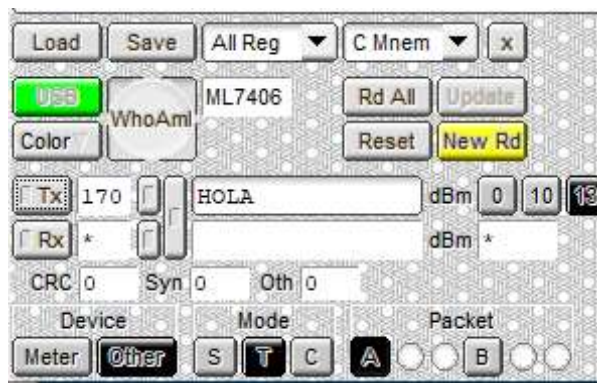 Load Save All Reg C Mnem x
USB WhoAmI ML7406 Rd All Update
Color Reset New Rd
Tx 170 HOLA dBm 0 10 13
Rx * dBm *
CRC 0 Syn 0 Oth 0
Device Mode Packet
Meter Other S T C A B